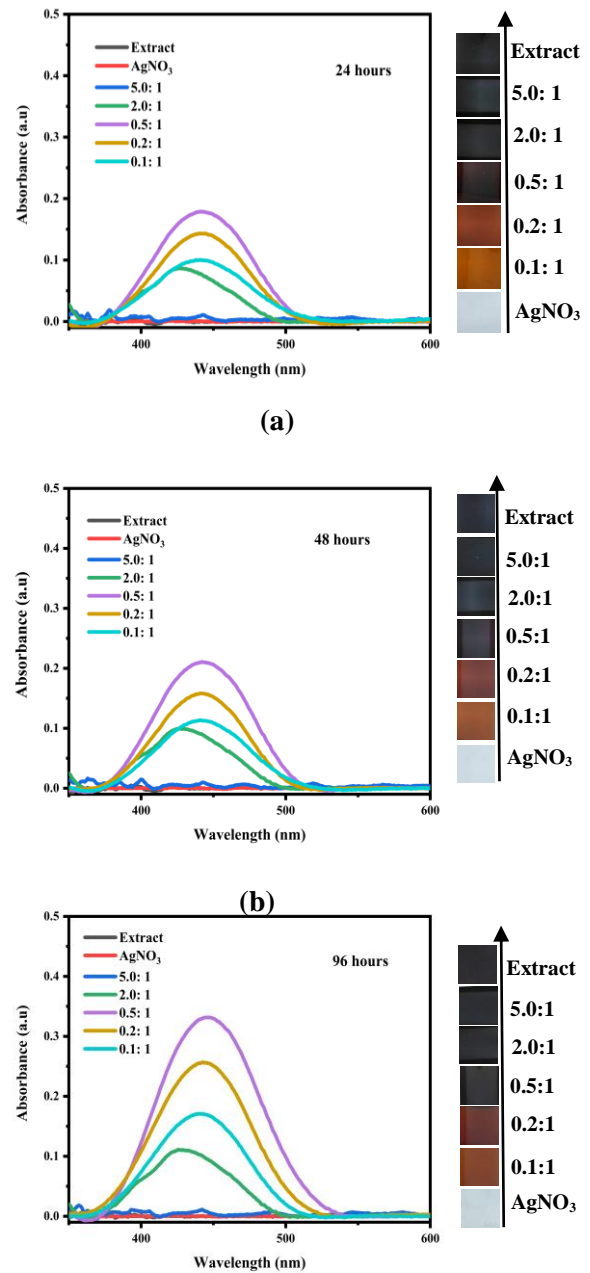 0.5
Extract
AgNO₃
5.0: 1
2.0: 1
0.5: 1
0.2: 1
0.1: 1
24 hours
0.4
0.3
0.2
0.1
0.0
400
500
600
Absorbance (a.u)
Wavelength (nm)
Extract
5.0: 1
2.0: 1
0.5: 1
0.2: 1
0.1: 1
AgNO₃
(a)
0.5
Extract
AgNO₃
5.0: 1
2.0: 1
0.5: 1
0.2: 1
0.1: 1
48 hours
0.4
0.3
0.2
0.1
0.0
400
500
600
Absorbance (a.u)
Wavelength (nm)
Extract
5.0:1
2.0:1
0.5:1
0.2:1
0.1:1
AgNO₃
(b)
0.5
Extract
AgNO₃
5.0: 1
2.0: 1
0.5: 1
0.2: 1
0.1: 1
96 hours
0.4
0.3
0.2
0.1
0.0
400
500
600
Absorbance (a.u)
Wavelength (nm)
Extract
5.0:1
2.0:1
0.5:1
0.2:1
0.1:1
AgNO₃